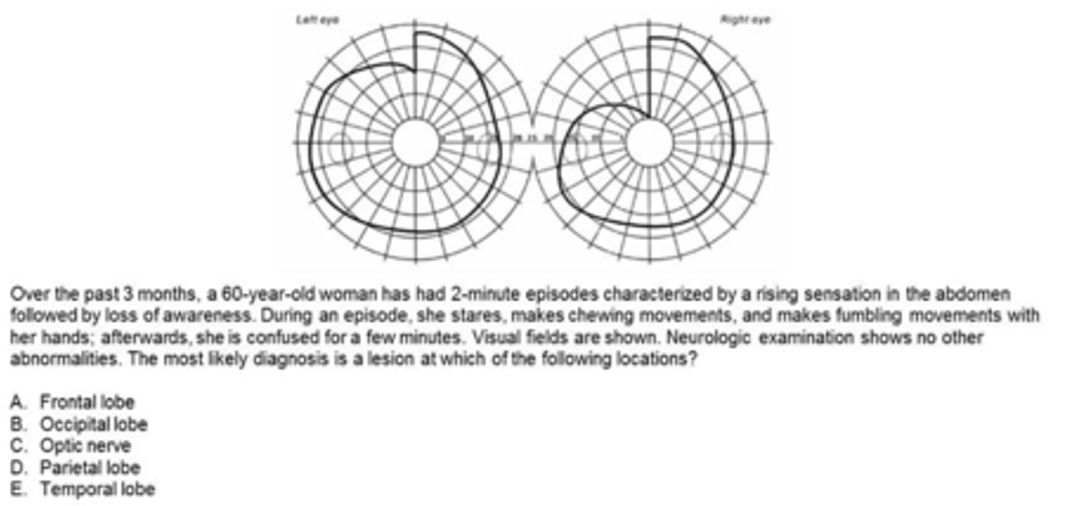 Left eye
Right eye
Over the past 3 months, a 60-year-old woman has had 2-minute episodes characterized by a rising sensation in the abdomen
followed by loss of awareness. During an episode, she stares, makes chewing movements, and makes fumbling movements with
her hands; afterwards, she is confused for a few minutes. Visual fields are shown. Neurologic examination shows no other
abnormalities. The most likely diagnosis is a lesion at which of the following locations?
A. Frontal lobe
B. Occipital lobe
C. Optic nerve
D. Parietal lobe
E. Temporal lobe